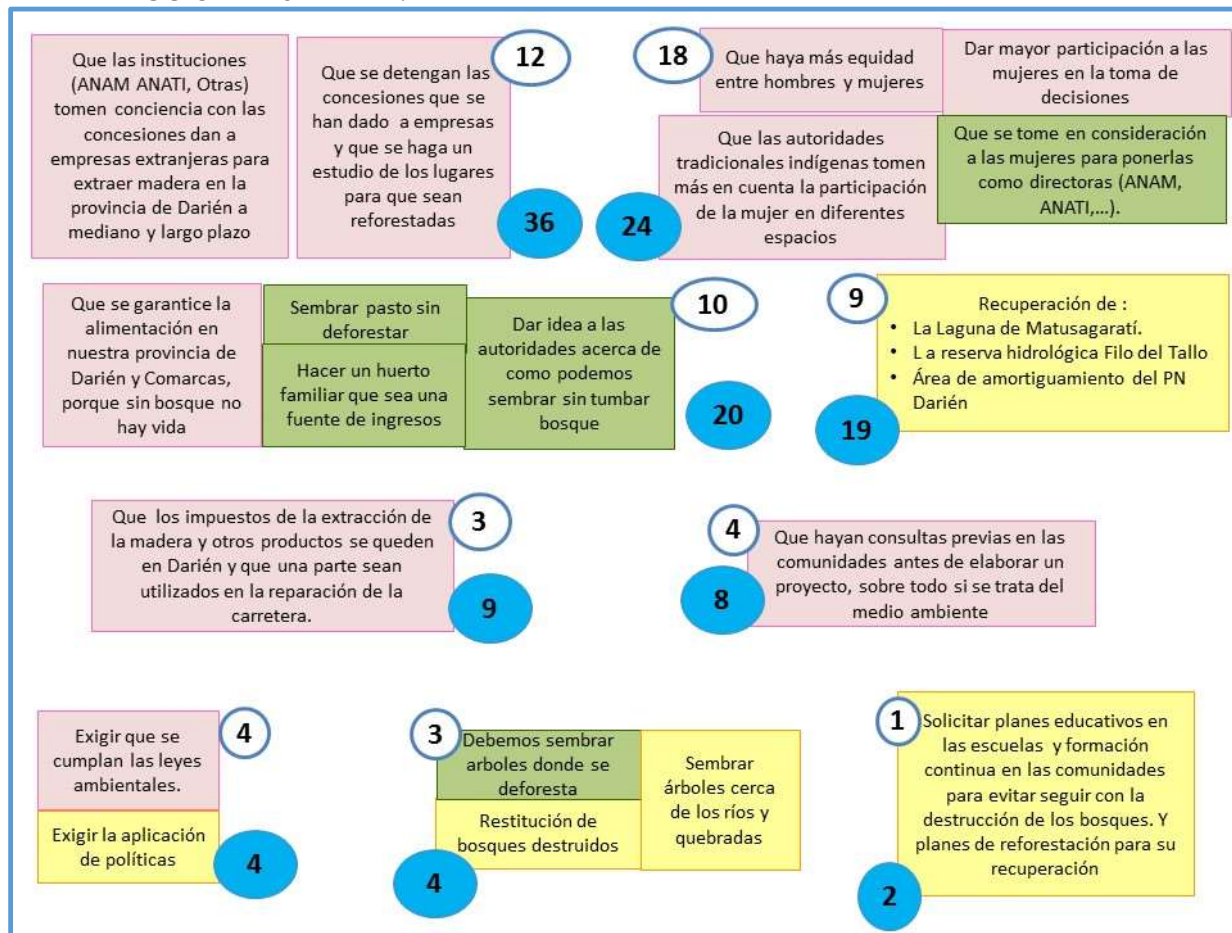 Que las instituciones
(ANAM ANATI, Otras)
tomen conciencia con las
concesiones dan a
empresas extranjeras para
extraer madera en la
provincia de Darién a
mediano y largo plazo
Que se detengan las
concesiones que se
han dado a empresas
y que se haga un
estudio de los lugares
para que sean
reforestadas
12
36
18
24
Que haya más equidad
entre hombres y mujeres
Dar mayor participación a las
mujeres en la toma de
decisiones
Que las autoridades
tradicionales indígenas tomen
más en cuenta la participación
de la mujer en diferentes
espacios
Que se tome en consideración
a las mujeres para ponerlas
como directoras (ANAM,
ANATI,...).
Que se garantice la
alimentación en
nuestra provincia de
Darién y Comarcas,
porque sin bosque no
hay vida
Sembrar pasto sin
deforestar
Hacer un huerto
familiar que sea una
fuente de ingresos
Dar idea a las
autoridades acerca de
como podemos
sembrar sin tumbar
bosque
10
20
9
19
Recuperación de :
• La Laguna de Matusagaratí.
• L a reserva hidrológica Filo del Tallo
• Área de amortiguamiento del PN
Darién
Que los impuestos de la extracción de
la madera y otros productos se queden
en Darién y que una parte sean
utilizados en la reparación de la
carretera.
3
9
4
8
Que hayan consultas previas en las
comunidades antes de elaborar un
proyecto, sobre todo si se trata del
medio ambiente
Exigir que se
cumplan las leyes
ambientales.
Exigir la aplicación
de políticas
4
4
3
4
Debemos sembrar
arboles donde se
deforesta
Restitución de
bosques destruidos
Sembrar
árboles cerca
de los ríos y
quebradas
1
2
Solicitar planes educativos en
las escuelas y formación
continua en las comunidades
para evitar seguir con la
destrucción de los bosques. Y
planes de reforestación para su
recuperación